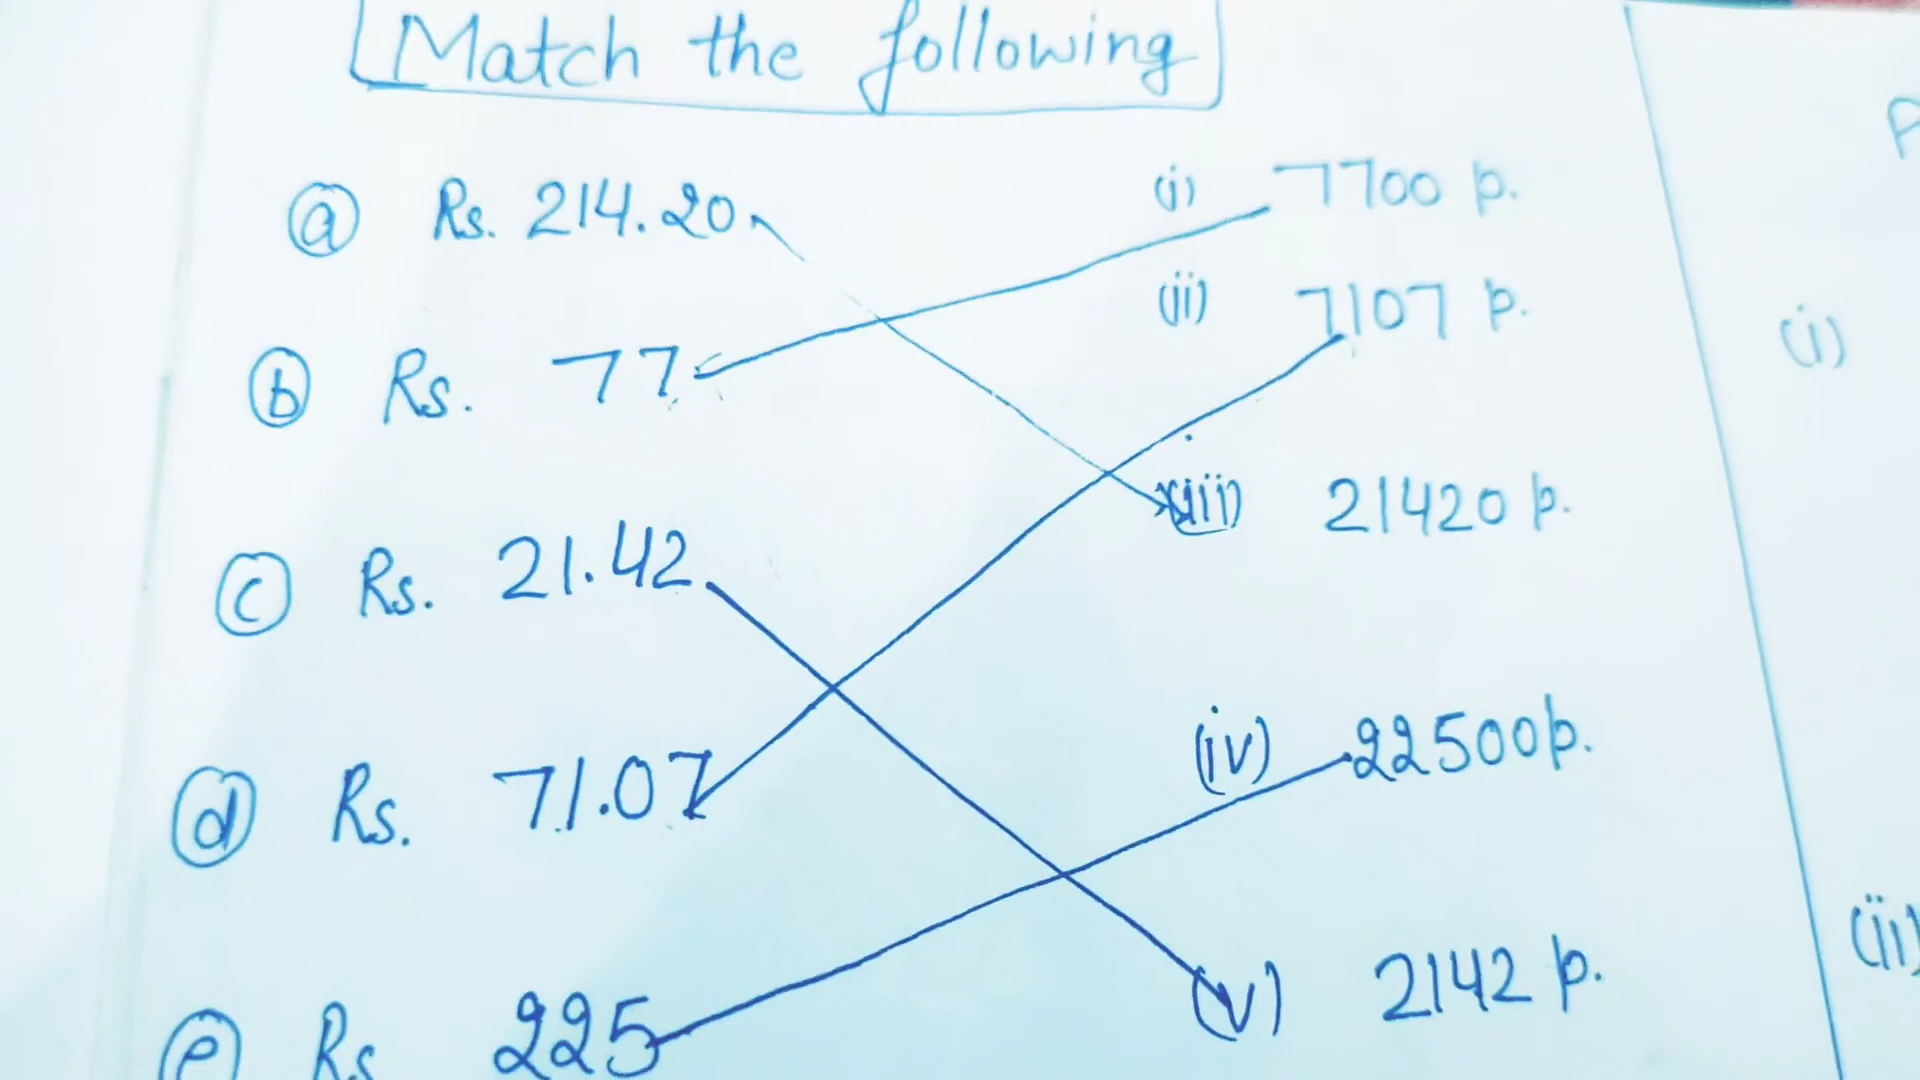 Match the following
ⓐ Rs. 214.20 (i) 7700 p.
ⓑ Rs. 77 (ii) 7107 p.
ⓒ Rs. 21.42 (iii) 21420 p.
ⓓ Rs. 71.07 (iv) 22500 p.
ⓔ Rs 225 (v) 2142 p.
(i)
(ii)